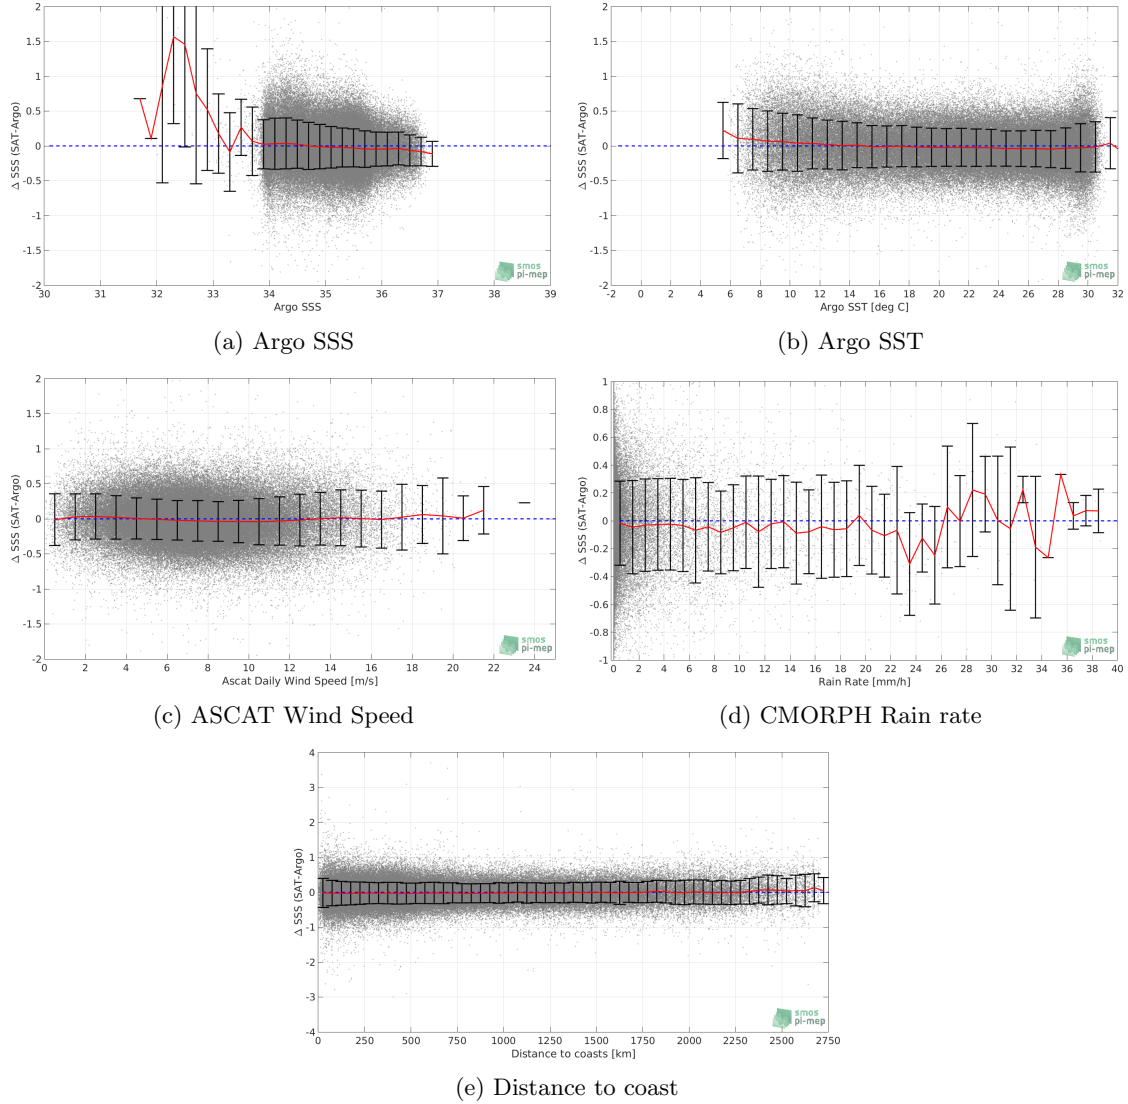 2
1.5
1
0.5
0
-0.5
-1
-1.5
-2
Δ SSS (SAT-Argo)
30 31 32 33 34 35 36 37 38 39
Argo SSS
smos
pi-mep
(a) Argo SSS
2
1.5
1
0.5
0
-0.5
-1
-1.5
-2
Δ SSS (SAT-Argo)
-2 0 2 4 6 8 10 12 14 16 18 20 22 24 26 28 30 32
Argo SST [deg C]
smos
pi-mep
(b) Argo SST
2
1.5
1
0.5
0
-0.5
-1
-1.5
-2
Δ SSS (SAT-Argo)
0 2 4 6 8 10 12 14 16 18 20 22 24
Ascat Daily Wind Speed [m/s]
smos
pi-mep
(c) ASCAT Wind Speed
1
0.8
0.6
0.4
0.2
0
-0.2
-0.4
-0.6
-0.8
-1
Δ SSS (SAT-Argo)
0 2 4 6 8 10 12 14 16 18 20 22 24 26 28 30 32 34 36 38 40
Rain Rate [mm/h]
smos
pi-mep
(d) CMORPH Rain rate
4
3
2
1
0
-1
-2
-3
-4
Δ SSS (SAT-Argo)
0 250 500 750 1000 1250 1500 1750 2000 2250 2500 2750
Distance to coasts [km]
smos
pi-mep
(e) Distance to coast